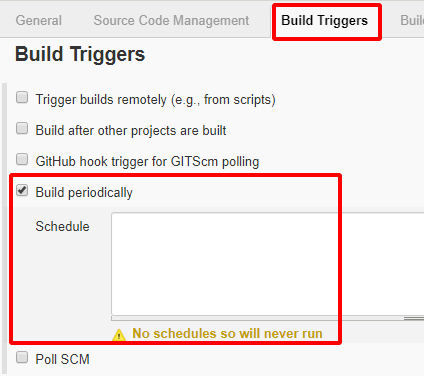 General Source Code Management Build Triggers
Build Triggers
Trigger builds remotely (e.g., from scripts)
Build after other projects are built
GitHub hook trigger for GITScm polling
Build periodically
Schedule
No schedules so will never run
Poll SCM